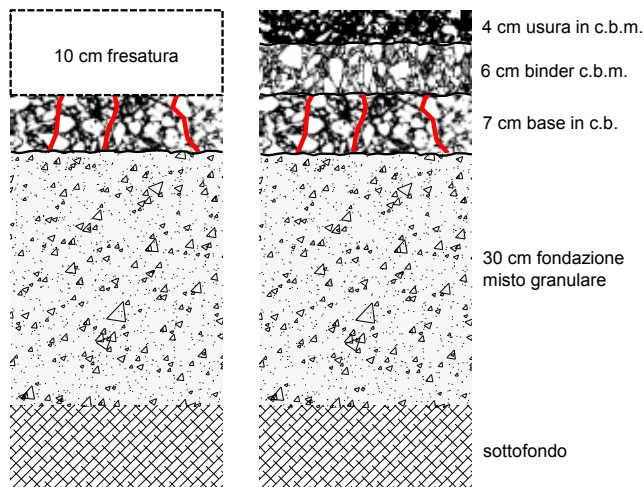 10 cm fresatura
4 cm usura in c.b.m.
6 cm binder c.b.m.
7 cm base in c.b.
30 cm fondazione
misto granulare
sottofondo